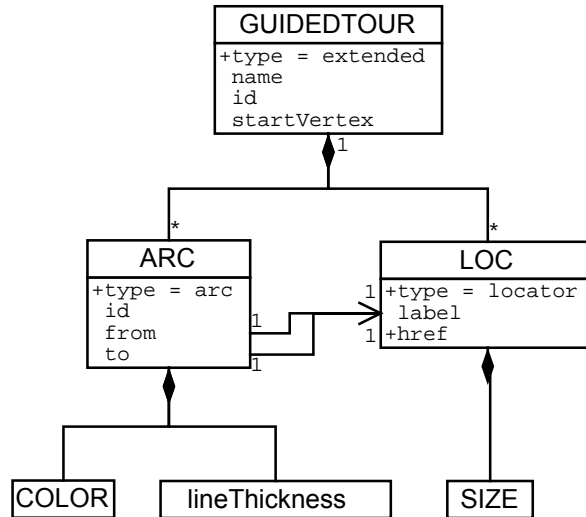 GUIDEDTOUR
+type = extended
name
id
startVertex
1
*
*
ARC
+type = arc
id
from
to
1
1
1
1
LOC
+type = locator
label
+href
COLOR
lineThickness
SIZE